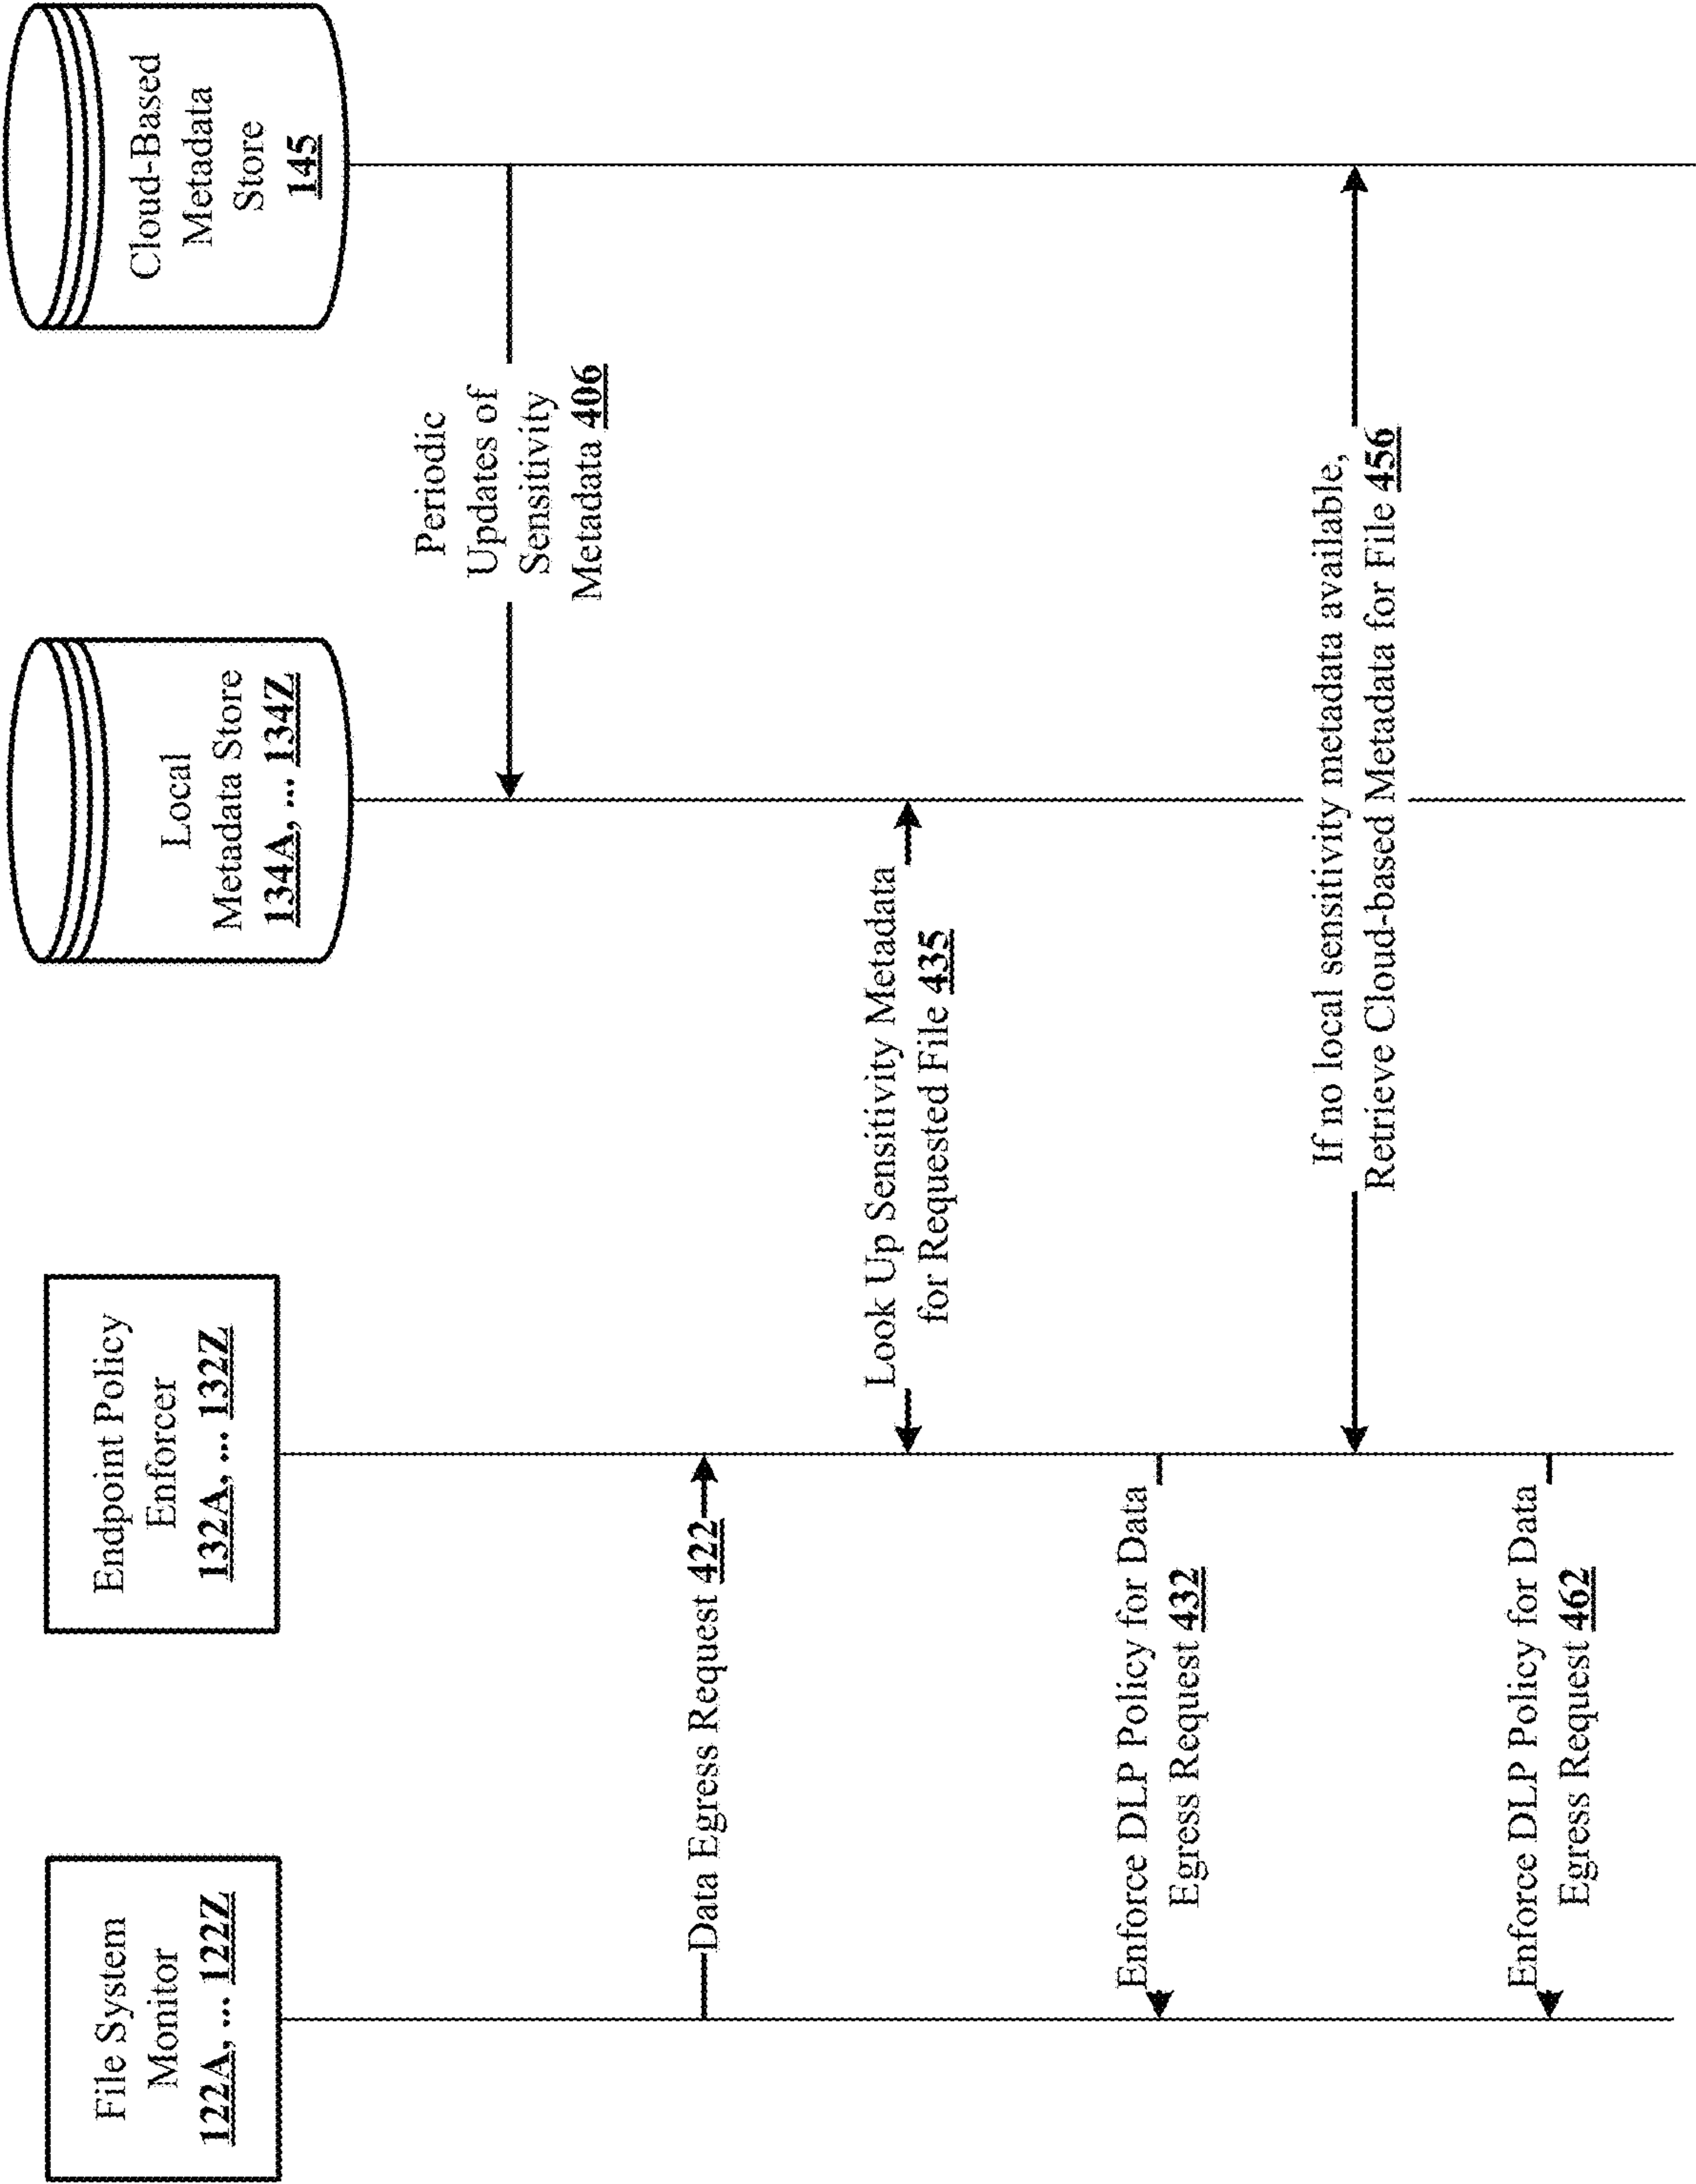 File System
Monitor
122A, ... 122Z
Endpoint Policy
Enforcer
132A, ... 132Z
Local
Metadata Store
134A, ... 134Z
Cloud-Based
Metadata
Store
145
Periodic
Updates of
Sensitivity
Metadata 406
Data Egress Request 422
Look Up Sensitivity Metadata
for Requested File 435
Enforce DLP Policy for Data
Egress Request 432
If no local sensitivity metadata available,
Retrieve Cloud-based Metadata for File 456
Enforce DLP Policy for Data
Egress Request 462